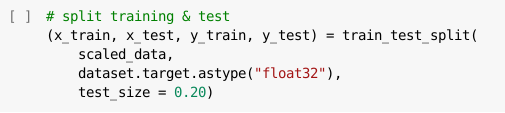 [ ] # split training & test
(x_train, x_test, y_train, y_test) = train_test_split(
    scaled_data,
    dataset.target.astype("float32"),
    test_size = 0.20)